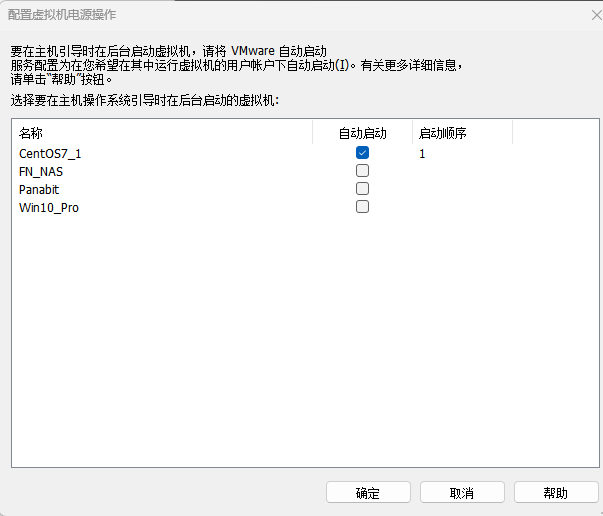 配置虚拟机电源操作
要在主机引导时在后台启动虚拟机，请将 VMware 自动启动
服务配置为在您希望在其中运行虚拟机的用户帐户下自动启动(I)。有关更多详细信息，
请单击“帮助”按钮。
选择要在主机操作系统引导时在后台启动的虚拟机：
名称 自动启动 启动顺序
CentOS7_1 1
FN_NAS
Panabit
Win10_Pro
确定 取消 帮助